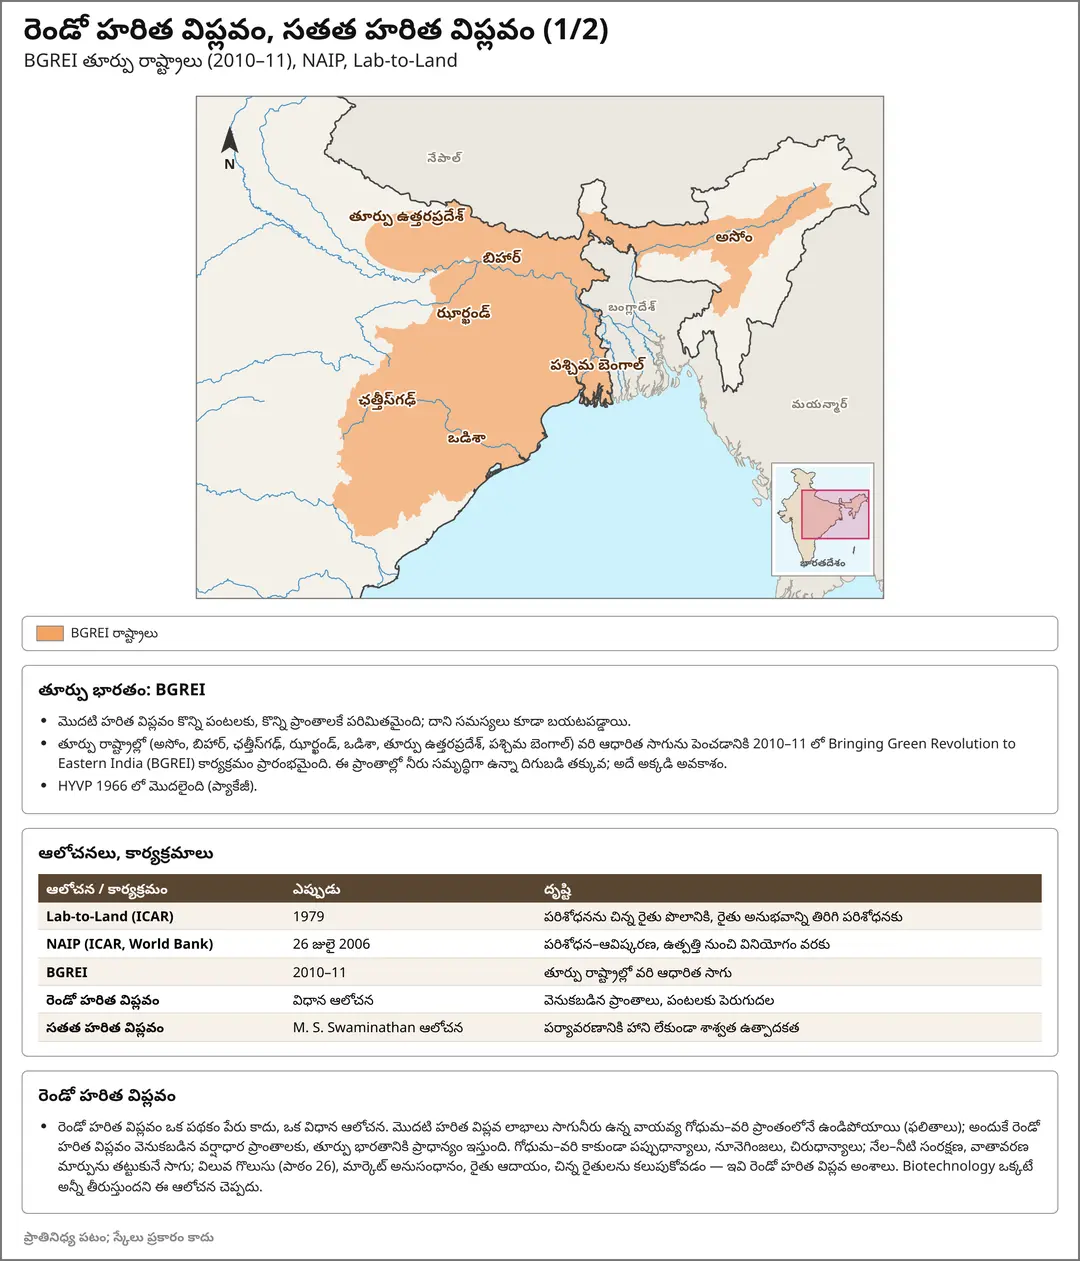 రెండో హరిత విప్లవం, సతత హరిత విప్లవం (1/2)
BGREI తూర్పు రాష్ట్రాలు (2010–11), NAIP, Lab-to-Land
నేపాల్
N
తూర్పు ఉత్తరప్రదేశ్
అసోం
బిహార్
బంగ్లాదేశ్
ఝార్ఖండ్
పశ్చిమ బెంగాల్
ఛత్తీస్‌గఢ్
మయన్మార్
ఒడిశా
భారతదేశం
BGREI రాష్ట్రాలు
తూర్పు భారతం: BGREI
• మొదటి హరిత విప్లవం కొన్ని పంటలకు, కొన్ని ప్రాంతాలకే పరిమితమైంది; దాని సమస్యలు కూడా బయటపడ్డాయి.
• తూర్పు రాష్ట్రాల్లో (అసోం, బిహార్, ఛత్తీస్‌గఢ్, ఝార్ఖండ్, ఒడిశా, తూర్పు ఉత్తరప్రదేశ్, పశ్చిమ బెంగాల్) వరి ఆధారిత సాగును పెంచడానికి 2010–11 లో Bringing Green Revolution to
Eastern India (BGREI) కార్యక్రమం ప్రారంభమైంది. ఈ ప్రాంతాల్లో నీరు సమృద్ధిగా ఉన్నా దిగుబడి తక్కువ; అదే అక్కడి అవకాశం.
• HYVP 1966 లో మొదలైంది (ప్యాకేజీ).
ఆలోచనలు, కార్యక్రమాలు
ఆలోచన / కార్యక్రమం ఎప్పుడు దృష్టి
Lab-to-Land (ICAR) 1979 పరిశోధనను చిన్న రైతు పొలానికి, రైతు అనుభవాన్ని తిరిగి పరిశోధనకు
NAIP (ICAR, World Bank) 26 జులై 2006 పరిశోధన–ఆవిష్కరణ, ఉత్పత్తి నుంచి వినియోగం వరకు
BGREI 2010–11 తూర్పు రాష్ట్రాల్లో వరి ఆధారిత సాగు
రెండో హరిత విప్లవం విధాన ఆలోచన వెనుకబడిన ప్రాంతాలు, పంటలకు పెరుగుదల
సతత హరిత విప్లవం M. S. Swaminathan ఆలోచన పర్యావరణానికి హాని లేకుండా శాశ్వత ఉత్పాదకత
రెండో హరిత విప్లవం
• రెండో హరిత విప్లవం ఒక పథకం పేరు కాదు, ఒక విధాన ఆలోచన. మొదటి హరిత విప్లవ లాభాలు సాగునీరు ఉన్న వాయవ్య గోధుమ–వరి ప్రాంతంలోనే ఉండిపోయాయి (ఫలితాలు); అందుకే రెండో
హరిత విప్లవం వెనుకబడిన వర్షాధార ప్రాంతాలకు, తూర్పు భారతానికి ప్రాధాన్యం ఇస్తుంది. గోధుమ–వరి కాకుండా పప్పుధాన్యాలు, నూనెగింజలు, చిరుధాన్యాలు; నేల–నీటి సంరక్షణ, వాతావరణ
మార్పును తట్టుకునే సాగు; విలువ గొలుసు (పాఠం 26), మార్కెట్ అనుసంధానం, రైతు ఆదాయం, చిన్న రైతులను కలుపుకోవడం — ఇవి రెండో హరిత విప్లవ అంశాలు. Biotechnology ఒక్కటే
అన్నీ తీరుస్తుందని ఈ ఆలోచన చెప్పదు.
ప్రాతినిధ్య పటం; స్కేలు ప్రకారం కాదు